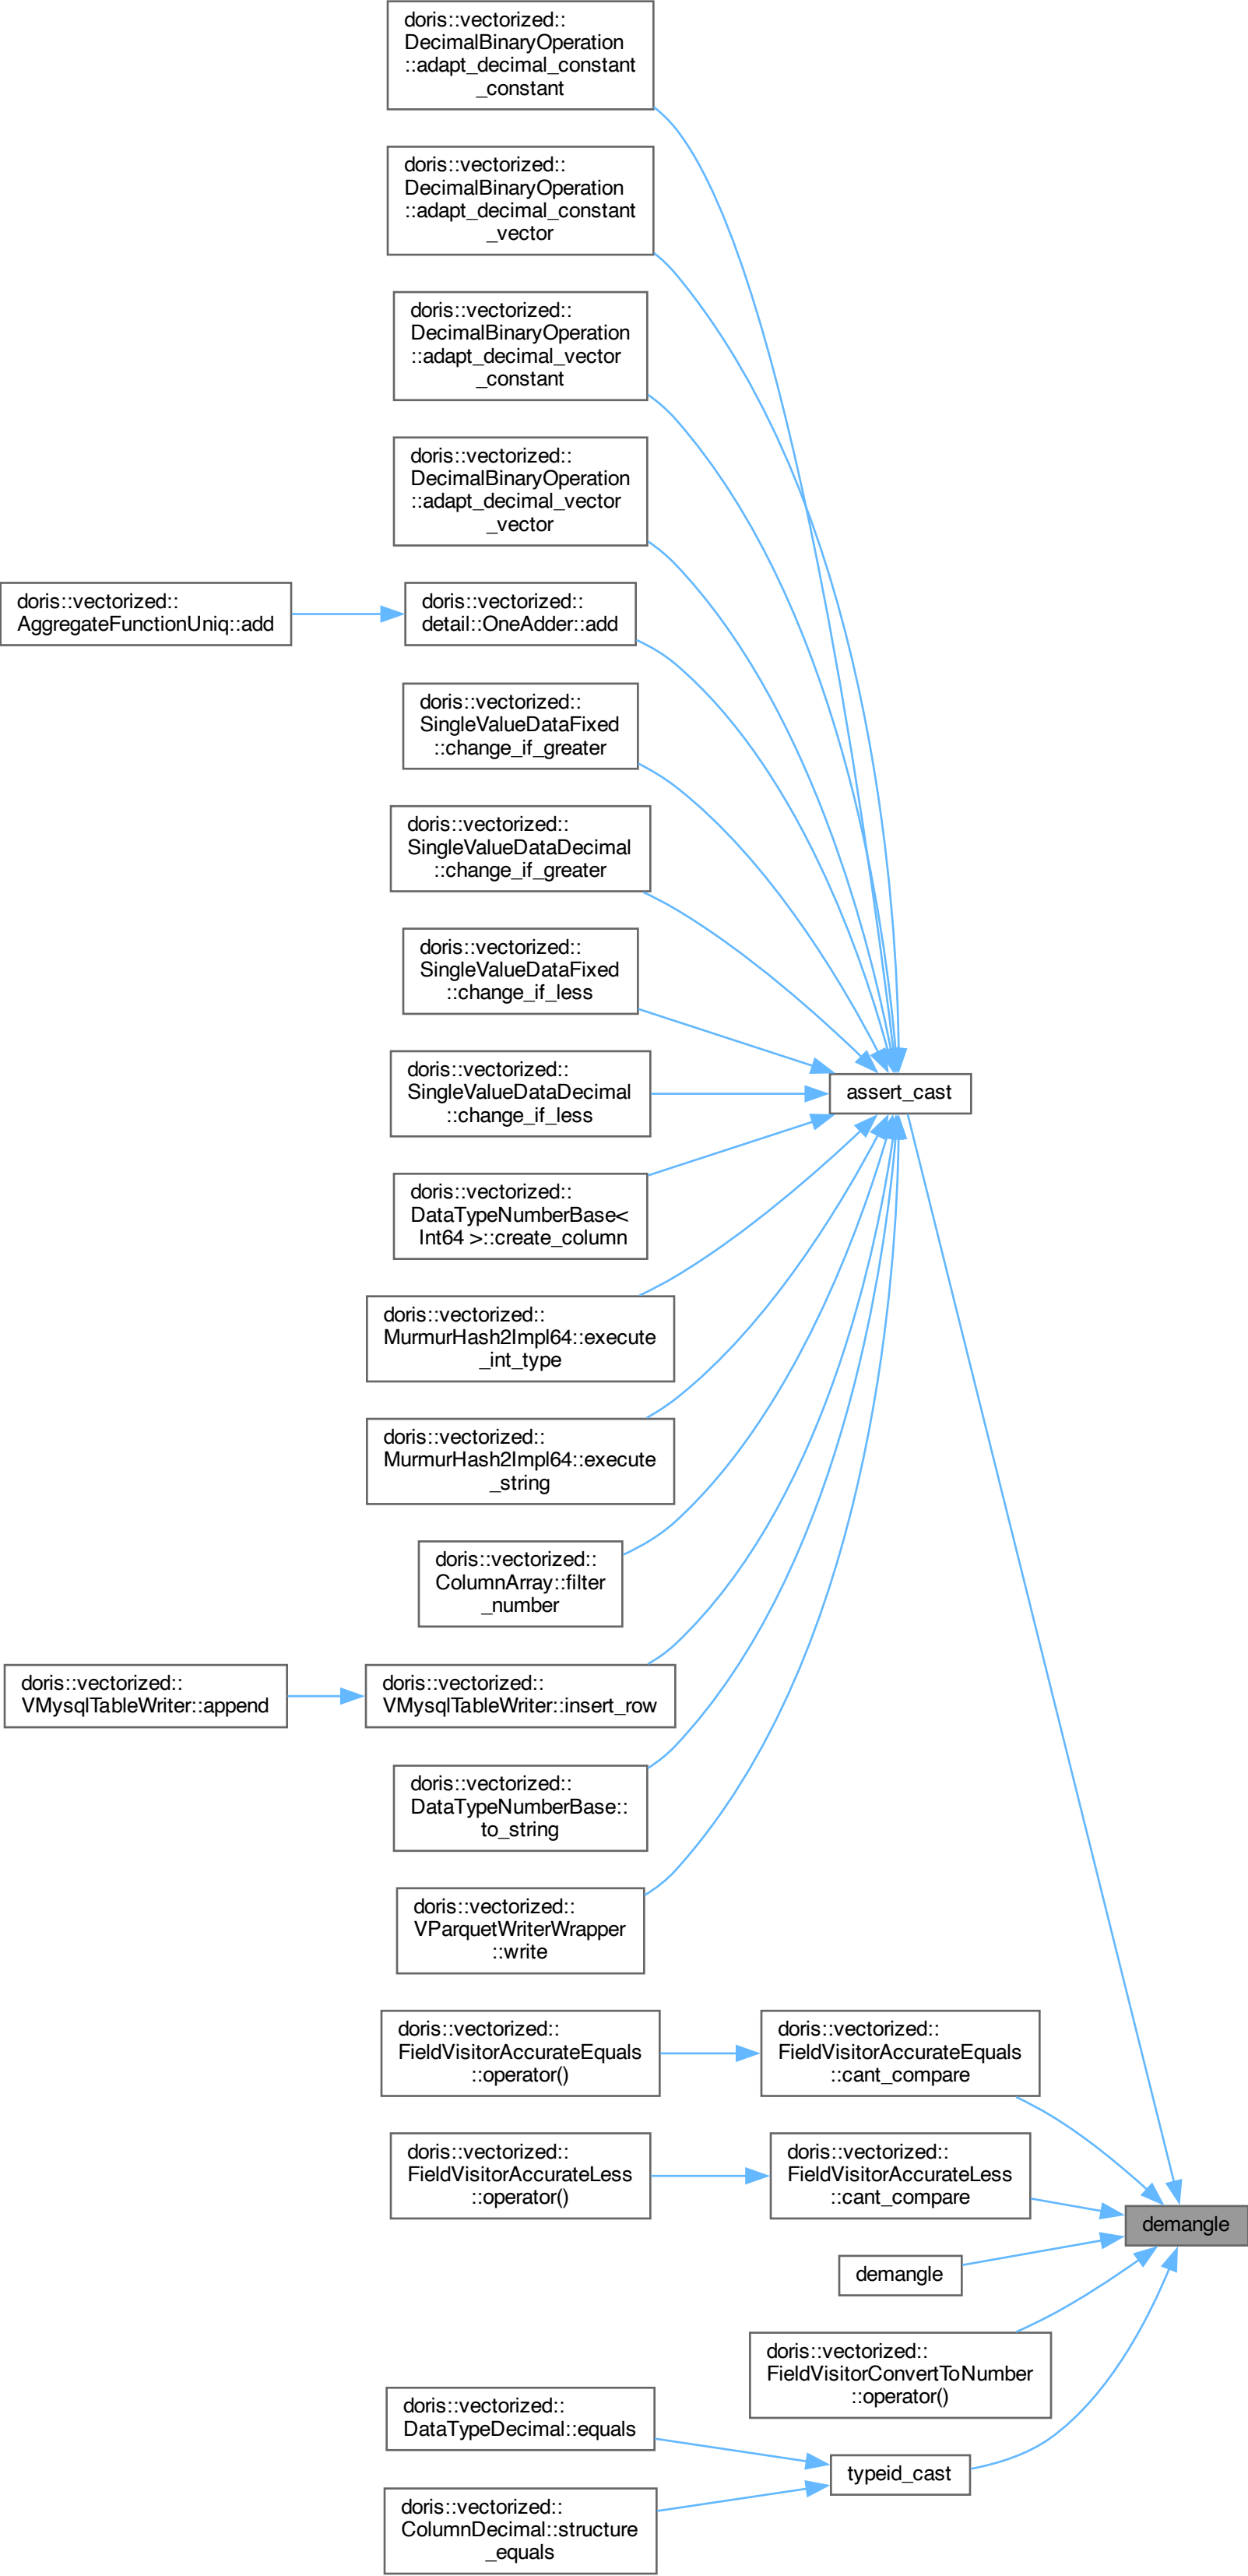 doris::vectorized::
DecimalBinaryOperation
::adapt_decimal_constant
_constant
doris::vectorized::
DecimalBinaryOperation
::adapt_decimal_constant
_vector
doris::vectorized::
DecimalBinaryOperation
::adapt_decimal_vector
_constant
doris::vectorized::
DecimalBinaryOperation
::adapt_decimal_vector
_vector
doris::vectorized::
AggregateFunctionUniq::add
doris::vectorized::
detail::OneAdder::add
doris::vectorized::
SingleValueDataFixed
::change_if_greater
doris::vectorized::
SingleValueDataDecimal
::change_if_greater
doris::vectorized::
SingleValueDataFixed
::change_if_less
doris::vectorized::
SingleValueDataDecimal
::change_if_less
assert_cast
doris::vectorized::
DataTypeNumberBase<
Int64 >::create_column
doris::vectorized::
MurmurHash2Impl64::execute
_int_type
doris::vectorized::
MurmurHash2Impl64::execute
_string
doris::vectorized::
ColumnArray::filter
_number
doris::vectorized::
VMysqlTableWriter::append
doris::vectorized::
VMysqlTableWriter::insert_row
doris::vectorized::
DataTypeNumberBase::
to_string
doris::vectorized::
VParquetWriterWrapper
::write
doris::vectorized::
FieldVisitorAccurateEquals
::operator()
doris::vectorized::
FieldVisitorAccurateEquals
::cant_compare
doris::vectorized::
FieldVisitorAccurateLess
::operator()
doris::vectorized::
FieldVisitorAccurateLess
::cant_compare
demangle
demangle
doris::vectorized::
FieldVisitorConvertToNumber
::operator()
doris::vectorized::
DataTypeDecimal::equals
typeid_cast
doris::vectorized::
ColumnDecimal::structure
_equals